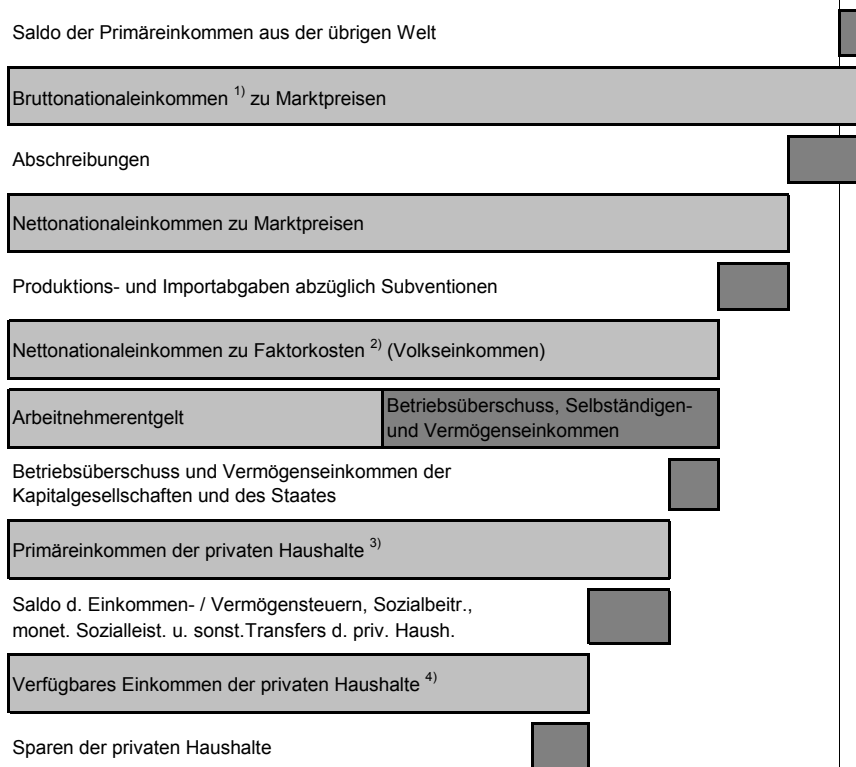 Saldo der Primäreinkommen aus der übrigen Welt
Bruttonationaleinkommen 1) zu Marktpreisen
Abschreibungen
Nettonationaleinkommen zu Marktpreisen
Produktions- und Importabgaben abzüglich Subventionen
Nettonationaleinkommen zu Faktorkosten 2) (Volkseinkommen)
Arbeitnehmerentgelt
Betriebsüberschuss, Selbständigen-
und Vermögenseinkommen
Betriebsüberschuss und Vermögenseinkommen der
Kapitalgesellschaften und des Staates
Primäreinkommen der privaten Haushalte 3)
Saldo d. Einkommen- / Vermögensteuern, Sozialbeitr.,
monet. Sozialleist. u. sonst.Transfers d. priv. Haush.
Verfügbares Einkommen der privaten Haushalte 4)
Sparen der privaten Haushalte